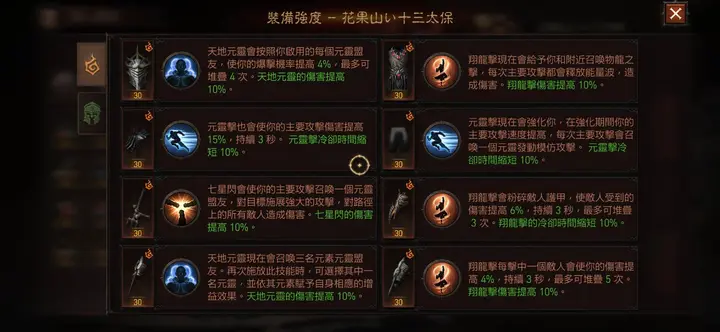 裝備強度 – 花果山い十三太保
天地元靈會按照你啟用的每個元靈盟
友，使你的爆擊機率提高 4%，最多可
堆疊 4 次。天地元靈的傷害提高
10%。
30
翔龍擊現在會給予你和附近召喚物龍之
擊，每次主要攻擊都會釋放能量波，造
成傷害。翔龍擊傷害提高 10%。
30
元靈擊也會使你的主要攻擊傷害提高
15%，持續 3 秒。元靈擊冷卻時間縮
短 10%。
30
元靈擊現在會強化你，在強化期間你的
主要攻擊速度提高，每次主要攻擊會召
喚一個元靈發動模仿攻擊。元靈擊冷
卻時間縮短 10%。
30
七星閃會使你的主要攻擊召喚一個元靈
盟友，對目標施展強大的攻擊，對路徑
上的所有敵人造成傷害。七星閃的傷害
提高 10%。
30
翔龍擊會粉碎敵人護甲，使敵人受到的
傷害提高 6%，持續 3 秒，最多可堆疊
3 次。翔龍擊的冷卻時間縮短 10%。
30
天地元靈現在會召喚三名元素元靈盟
友。再次施放此技能時，可選擇其中一
名元靈，並依其元素賦予自身相應的增
益效果。天地元靈的傷害提高 10%。
30
翔龍擊每擊中一個敵人會使你的傷害提
高 4%，持續 3 秒，最多可堆疊 5 次。
翔龍擊傷害提高 10%。
30